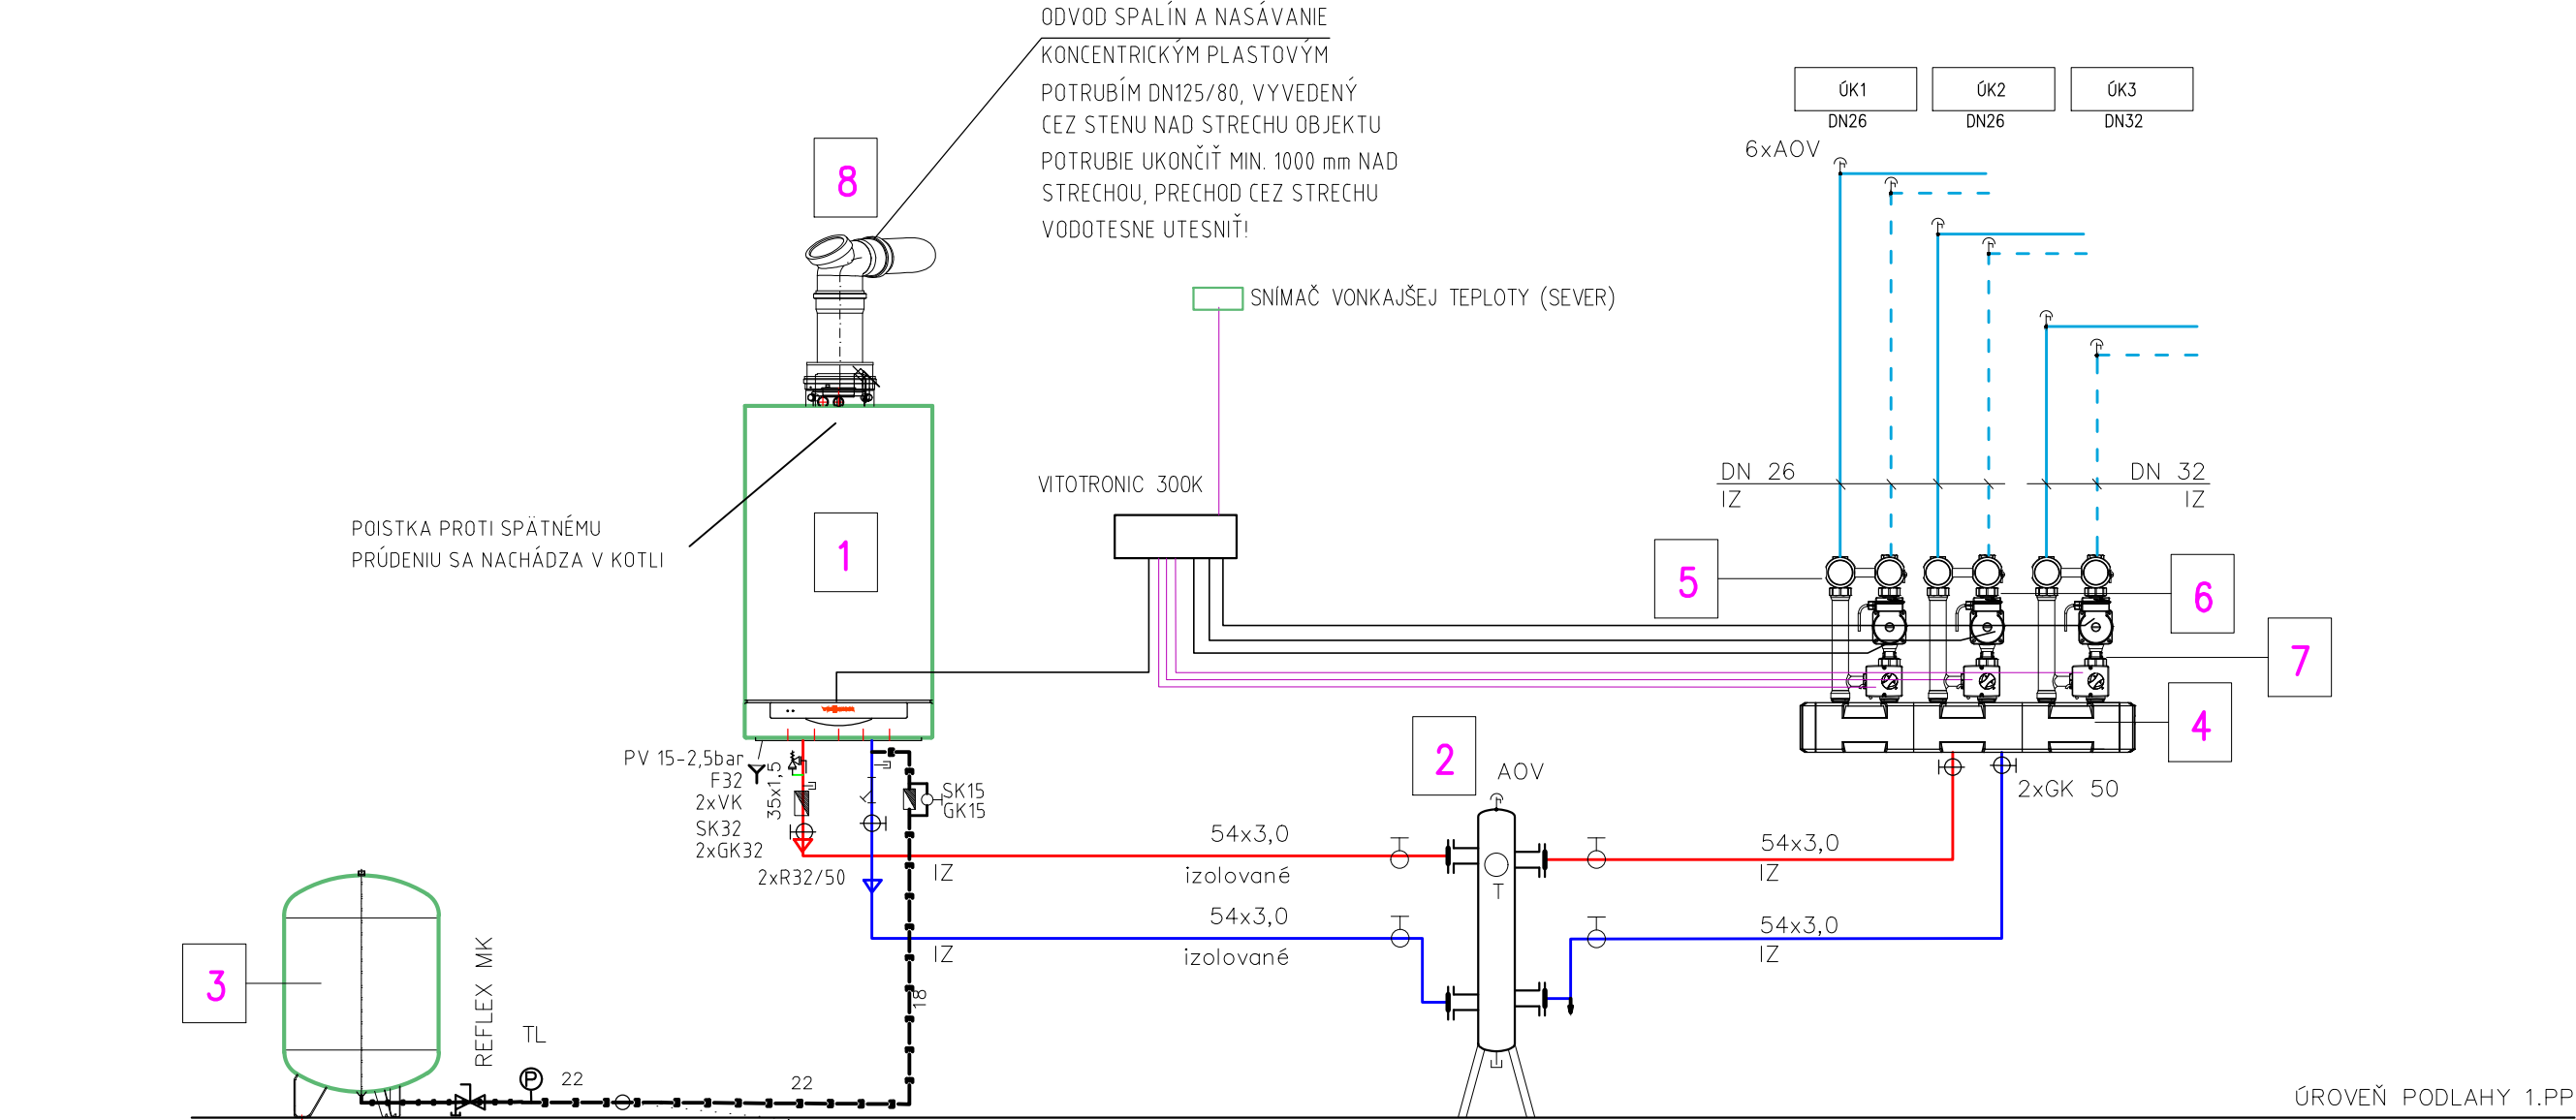 ODVOD SPALÍN A NASÁVANIE
KONCENTRICKÝM PLASTOVÝM
POTRUBÍM DN125/80, VYVEDENÝ
CEZ STENU NAD STRECHU OBJEKTU
POTRUBIE UKONČIŤ MIN. 1000 mm NAD
STRECHOU, PRECHOD CEZ STRECHU
VODOTESNE UTESNIŤ!
ÚK1
ÚK2
ÚK3
DN26
DN26
DN32
6xAOV
8
SNÍMAČ VONKAJŠEJ TEPLOTY (SEVER)
VITOTRONIC 300K
DN 26
IZ
DN 32
IZ
POISTKA PROTI SPÄTNÉMU
PRÚDENIU SA NACHÁDZA V KOTLI
1
5
6
7
4
2
AOV
PV 15-2,5bar
F32
2xVK
SK32
2xGK32
35x1,5
SK15
GK15
2xGK 50
2xR32/50
IZ
54x3,0
izolované
54x3,0
IZ
T
IZ
54x3,0
izolované
54x3,0
IZ
3
REFLEX MK
TL
P
22
22
18
ÚROVEŇ PODLAHY 1.PP